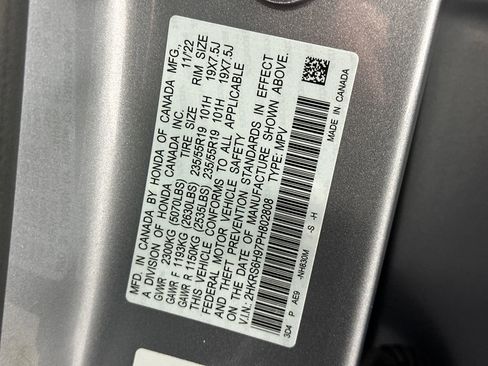 MFD. IN CANADA BY HONDA OF CANADA MFG., 11/22
A DIVISION OF HONDA CANADA INC.
GVWR 2300KG (5070LBS) TIRE SIZE RIM SIZE
GAWR F 1193KG (2630LBS) 235/55R19 101H 19X7.5J
GAWR R 1150KG (2535LBS) 235/55R19 101H 19X7.5J
THIS VEHICLE CONFORMS TO ALL APPLICABLE
FEDERAL MOTOR VEHICLE SAFETY
AND THEFT PREVENTION STANDARDS IN EFFECT
ON THE DATE OF MANUFACTURE SHOWN ABOVE.
V.I.N.: 2HKRS6H97PH802808 TYPE: MPV
3D4 P AE9 -NH830M -S -H MADE IN CANADA